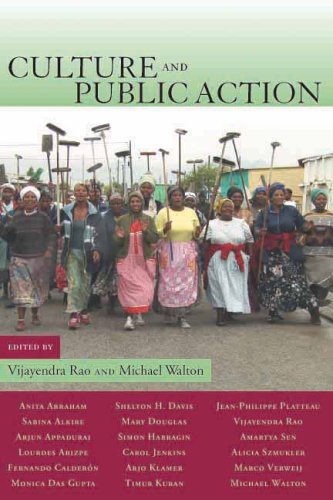 CULTURE AND
PUBLIC ACTION
EDITED BY
Vijayendra Rao AND Michael Walton
ANITA ABRAHAM
SABINA ALKIRE
ARJUN APPADURAI
LOURDES ARIZPE
FERNANDO CALDERÓN
MONICA DAS GUPTA
SHELTON H. DAVIS
MARY DOUGLAS
SIMON HARRAGIN
CAROL JENKINS
ARJO KLAMER
TIMUR KURAN
JEAN-PHILIPPE PLATTEAU
VIJAYENDRA RAO
AMARTYA SEN
ALICIA SZMUKLER
MARCO VERWEIJ
MICHAEL WALTON